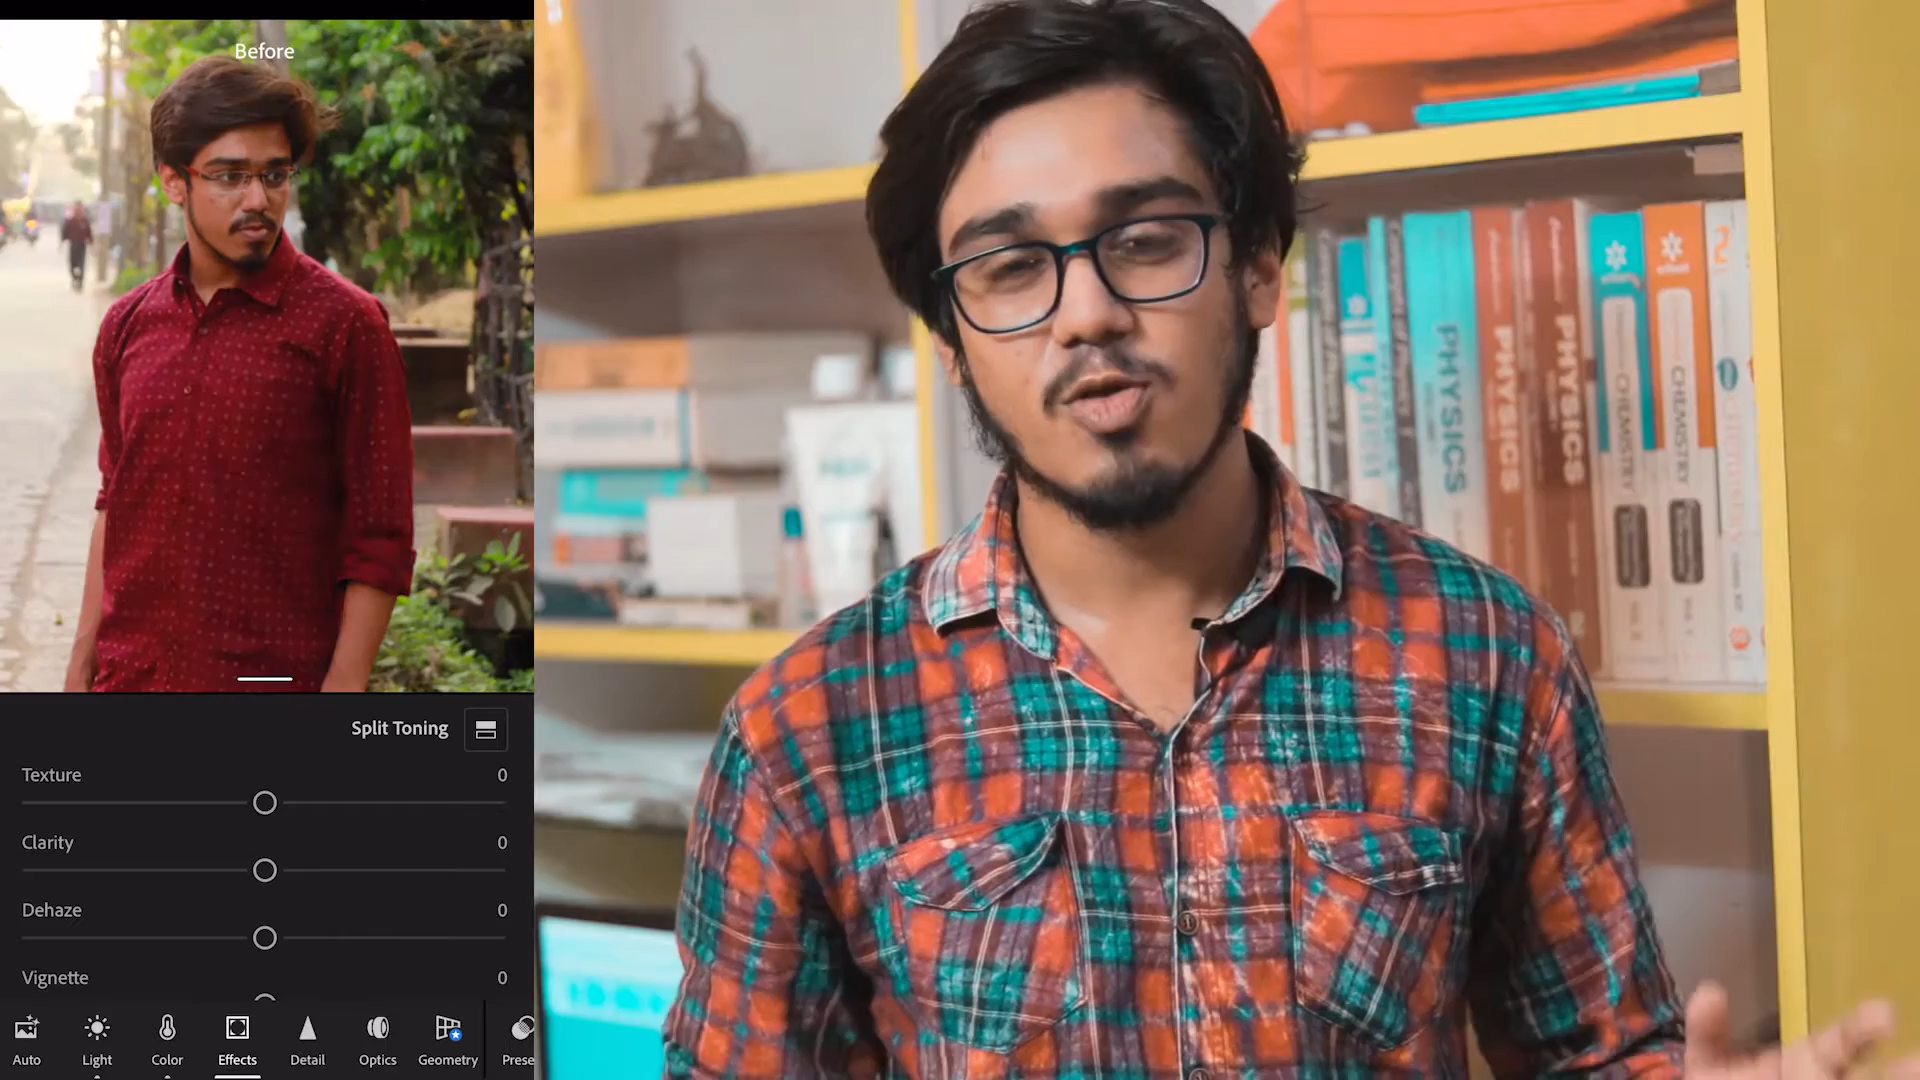 Before
Split Toning
Texture 0
Clarity 0
Dehaze 0
Vignette 0
Auto
Light
Color
Effects
Detail
Optics
Geometry
Prese
PHYSICS
PHYSICS
PHYSICS
CHEMISTRY
CHEMISTRY